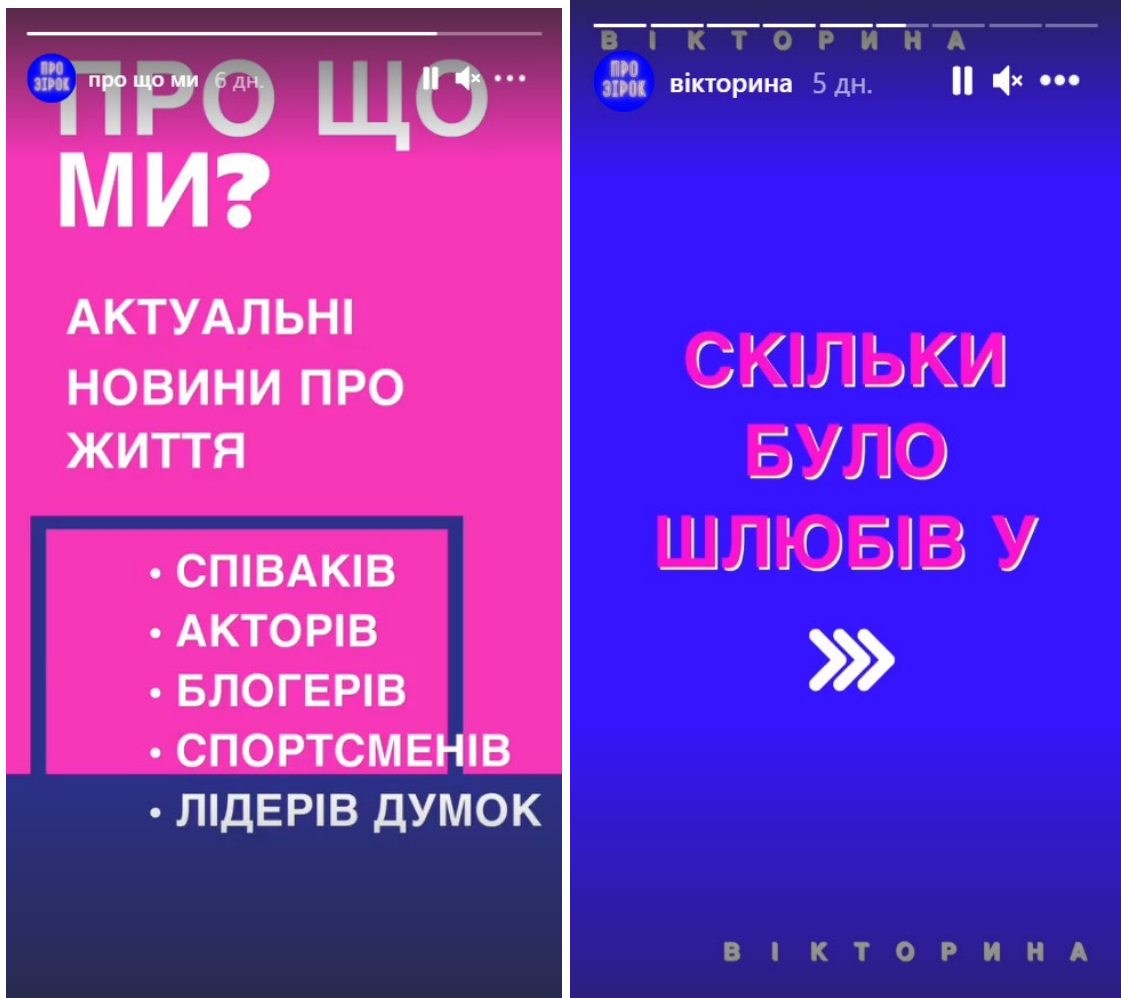 ПРО ЗІРОК
про що ми 6 дн.
ПРО ЩО
МИ?
АКТУАЛЬНІ
НОВИНИ ПРО
ЖИТТЯ
• СПІВАКІВ
• АКТОРІВ
• БЛОГЕРІВ
• СПОРТСМЕНІВ
• ЛІДЕРІВ ДУМОК
ВІКТОРИНА
ПРО ЗІРОК
вікторина 5 дн.
СКІЛЬКИ
БУЛО
ШЛЮБІВ У
ВІКТОРИНА